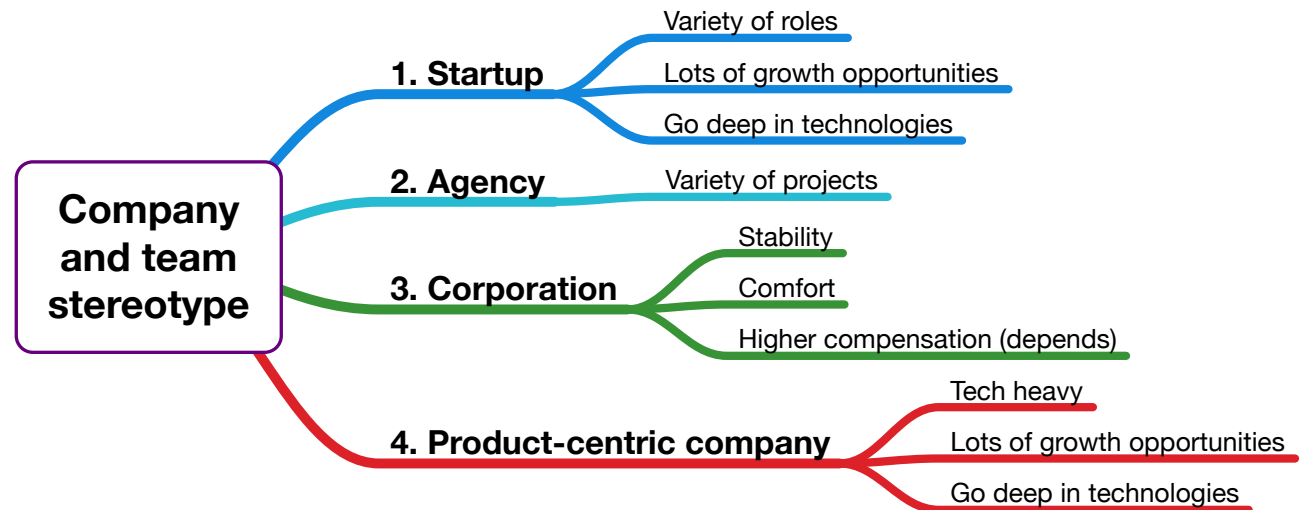 Company
and team
stereotype
1. Startup
Variety of roles
Lots of growth opportunities
Go deep in technologies
2. Agency
Variety of projects
3. Corporation
Stability
Comfort
Higher compensation (depends)
4. Product-centric company
Tech heavy
Lots of growth opportunities
Go deep in technologies